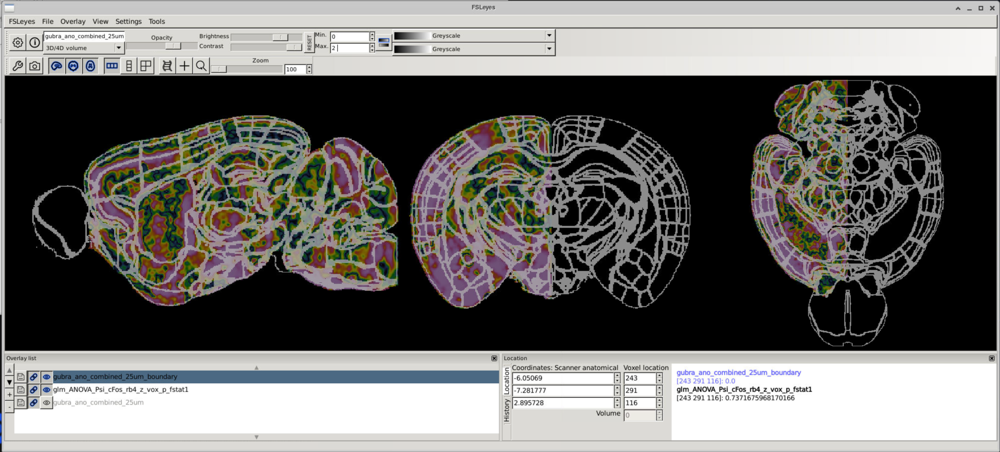 FSLeyes
FSLeyes File Overlay View Settings Tools
gubra_ano_combined_25um
3D/4D volume
Opacity
Brightness
Contrast
RESET
Min. 0
Max. 2
Greyscale
Greyscale
Zoom
100
Overlay list
gubra_ano_combined_25um_boundary
glm_ANOVA_Psi_cFos_rb4_z_vox_p_fstat1
gubra_ano_combined_25um
Location
Location
History
Coordinates: Scanner anatomical Voxel location
-6.05069 243
-7.281777 291
2.895728 116
Volume 0
gubra_ano_combined_25um_boundary
[243 291 116]: 0.0
glm_ANOVA_Psi_cFos_rb4_z_vox_p_fstat1
[243 291 116]: 0.7371675968170166